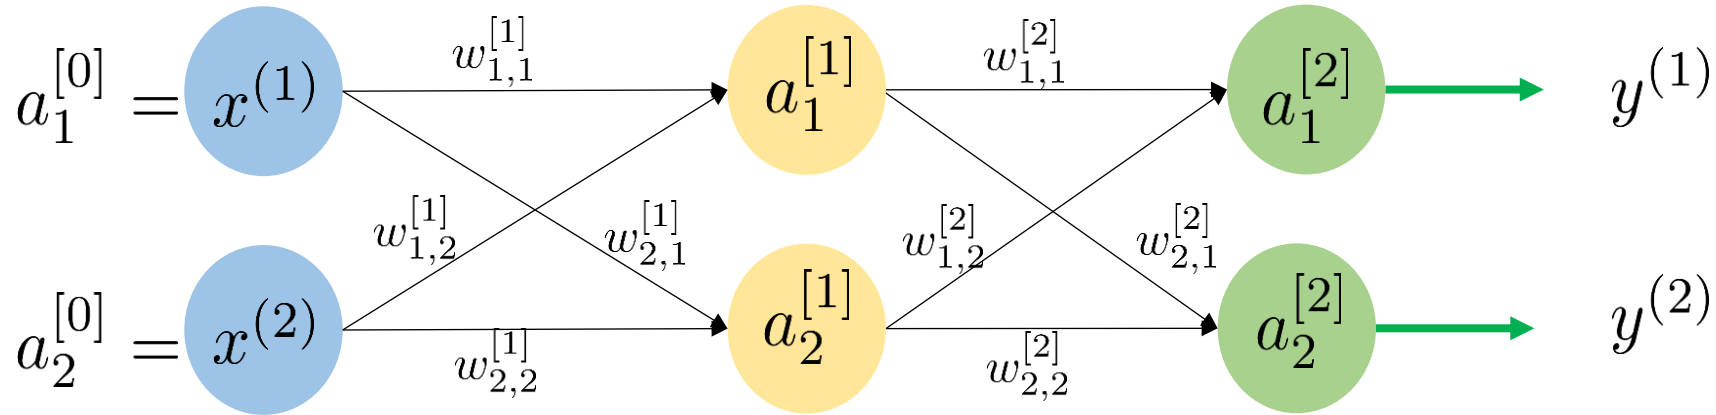 a_1^{[0]} = x^{(1)} w_{1,1}^{[1]} a_1^{[1]} w_{1,1}^{[2]} a_1^{[2]} y^{(1)}
w_{1,2}^{[1]} w_{2,1}^{[1]} w_{1,2}^{[2]} w_{2,1}^{[2]}
a_2^{[0]} = x^{(2)} w_{2,2}^{[1]} a_2^{[1]} w_{2,2}^{[2]} a_2^{[2]} y^{(2)}